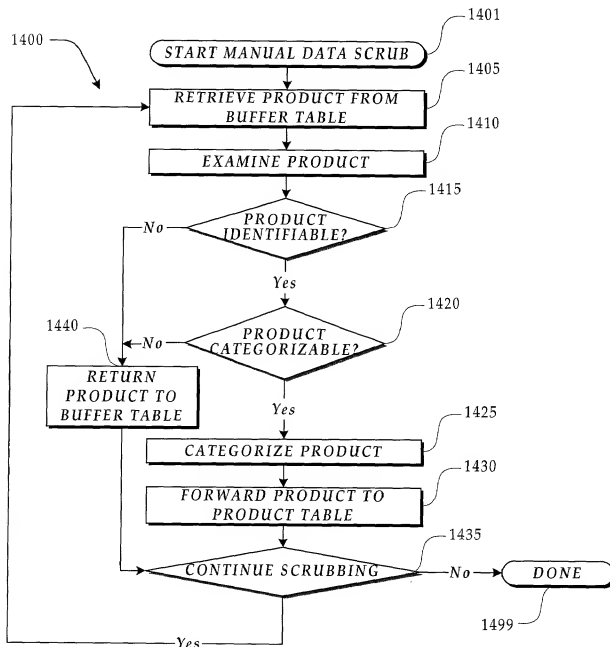 1400
START MANUAL DATA SCRUB
1401
RETRIEVE PRODUCT FROM
BUFFER TABLE
1405
EXAMINE PRODUCT
1410
PRODUCT
IDENTIFIABLE?
1415
No
Yes
PRODUCT
CATEGORIZABLE?
1420
No
1440
RETURN
PRODUCT TO
BUFFER TABLE
Yes
CATEGORIZE PRODUCT
1425
FORWARD PRODUCT TO
PRODUCT TABLE
1430
CONTINUE SCRUBBING
1435
No
DONE
1499
Yes